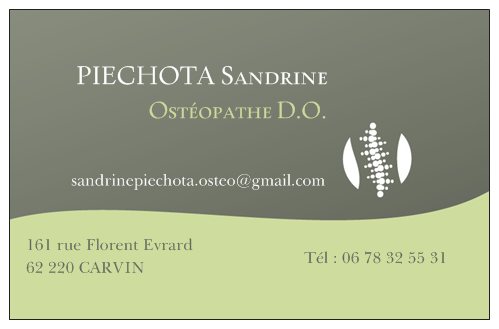 PIECHOTA Sandrine
Ostéopathe D.O.
sandrinepiechota.osteo@gmail.com
161 rue Florent Evrard
62 220 CARVIN
Tél : 06 78 32 55 31